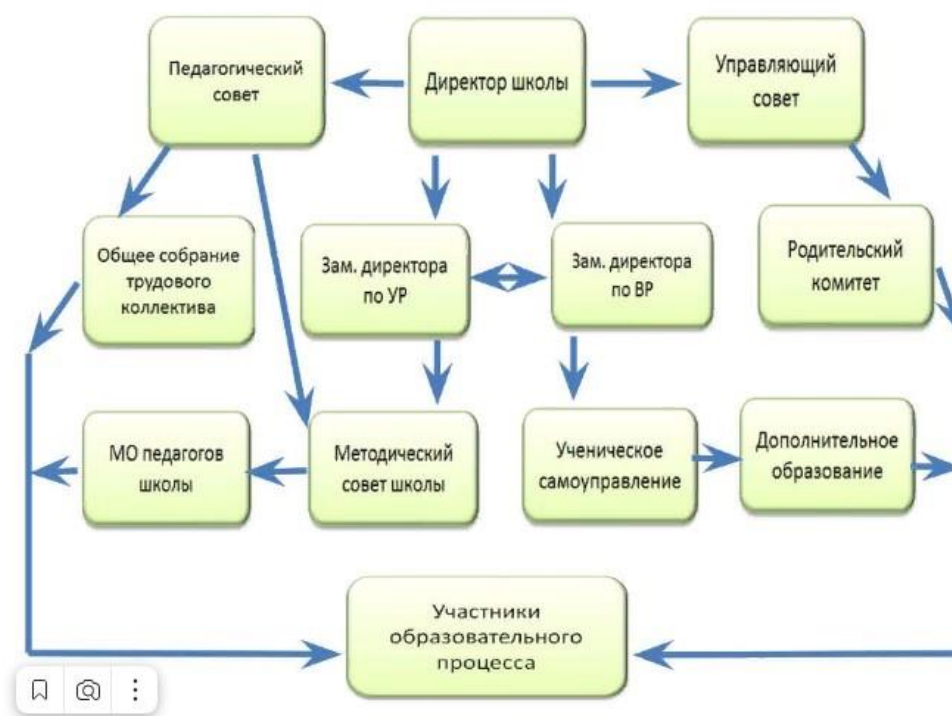 Педагогический
совет
Директор школы
Управляющий
совет
Общее собрание
трудового
коллектива
Зам. директора
по УР
Зам. директора
по ВР
Родительский
комитет
МО педагогов
школы
Методический
совет школы
Ученическое
самоуправление
Дополнительное
образование
Участники
образовательного
процесса